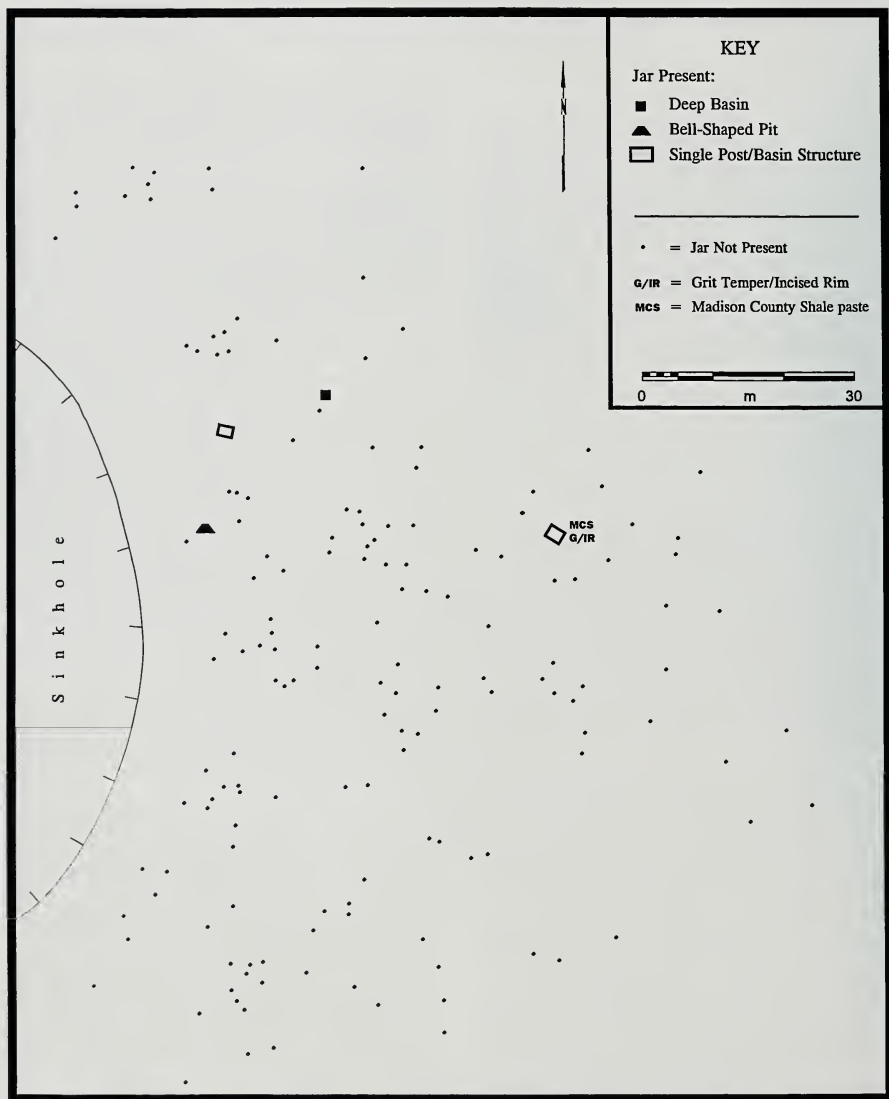 KEY
Jar Present:
Deep Basin
Bell-Shaped Pit
Single Post/Basin Structure
• = Jar Not Present
G/IR = Grit Temper/Incised Rim
MCS = Madison County Shale paste
0 m 30
N
MCS
G/IR
Sinkhole